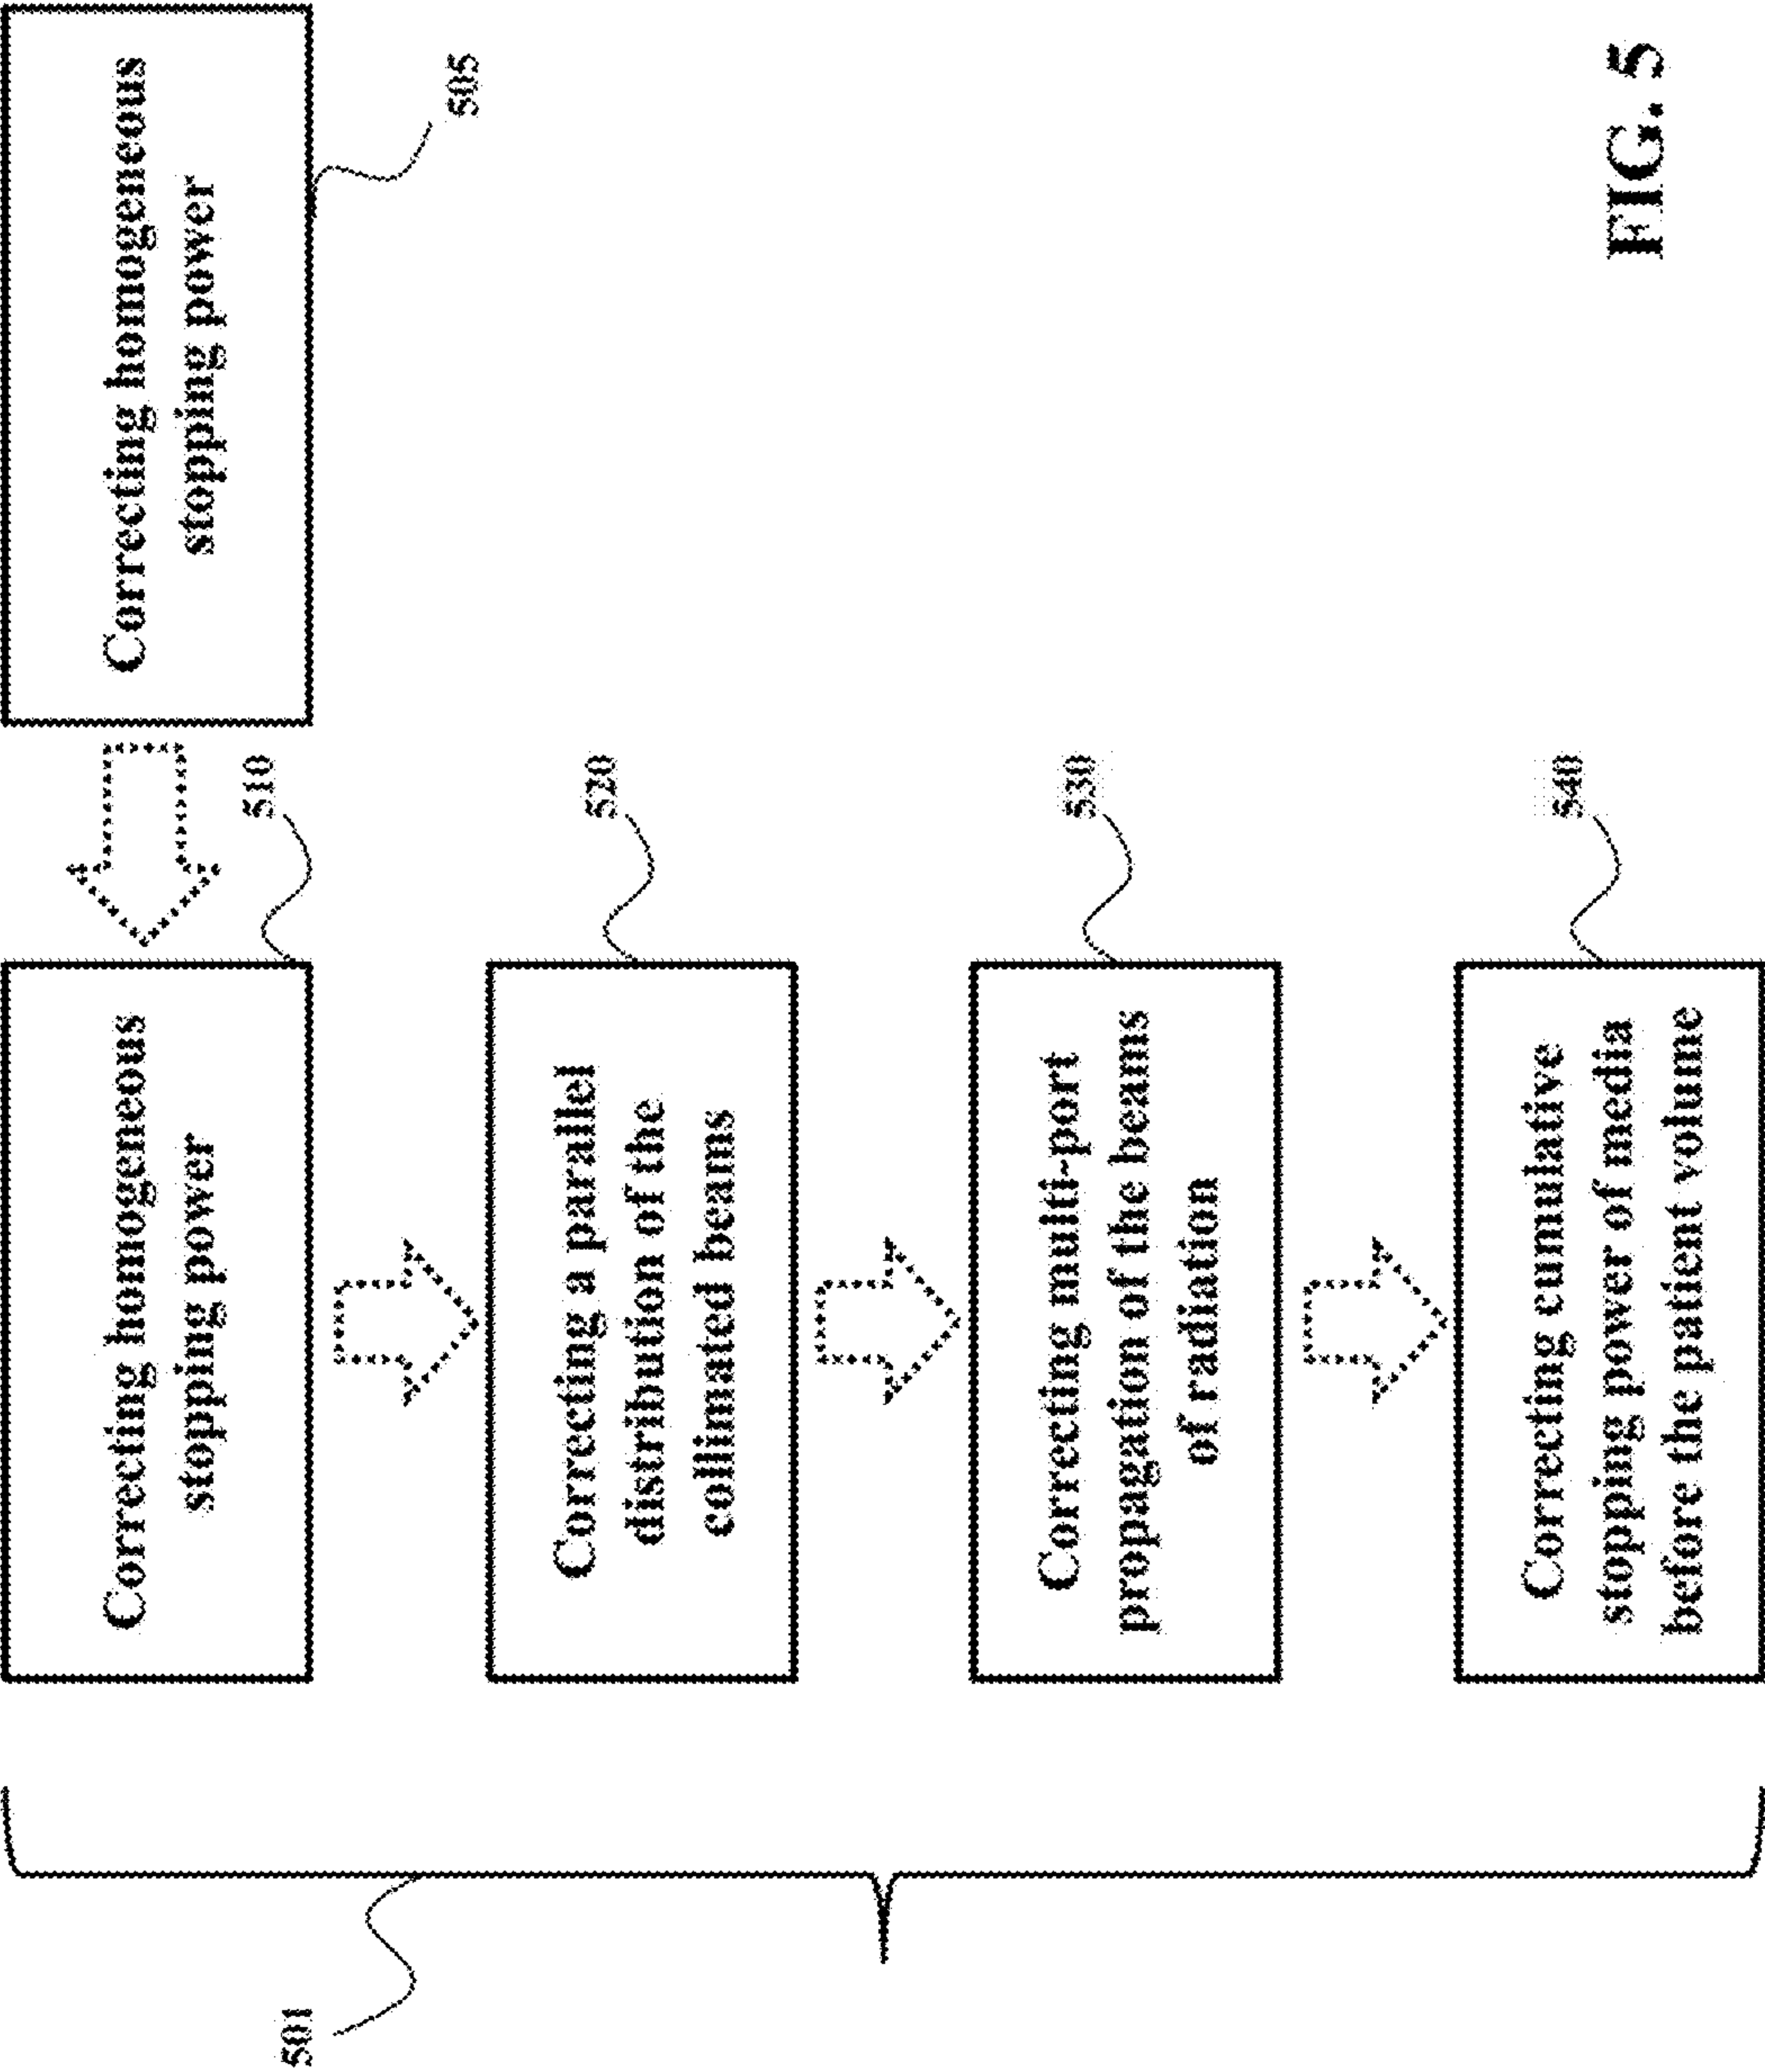 Correcting homogeneous
stopping power
510
Correcting homogeneous
stopping power
505
501
Correcting a parallel
distribution of the
collimated beams
520
Correcting multi-port
propagation of the beams
of radiation
530
Correcting cumulative
stopping power of media
before the patient volume
540
FIG. 5